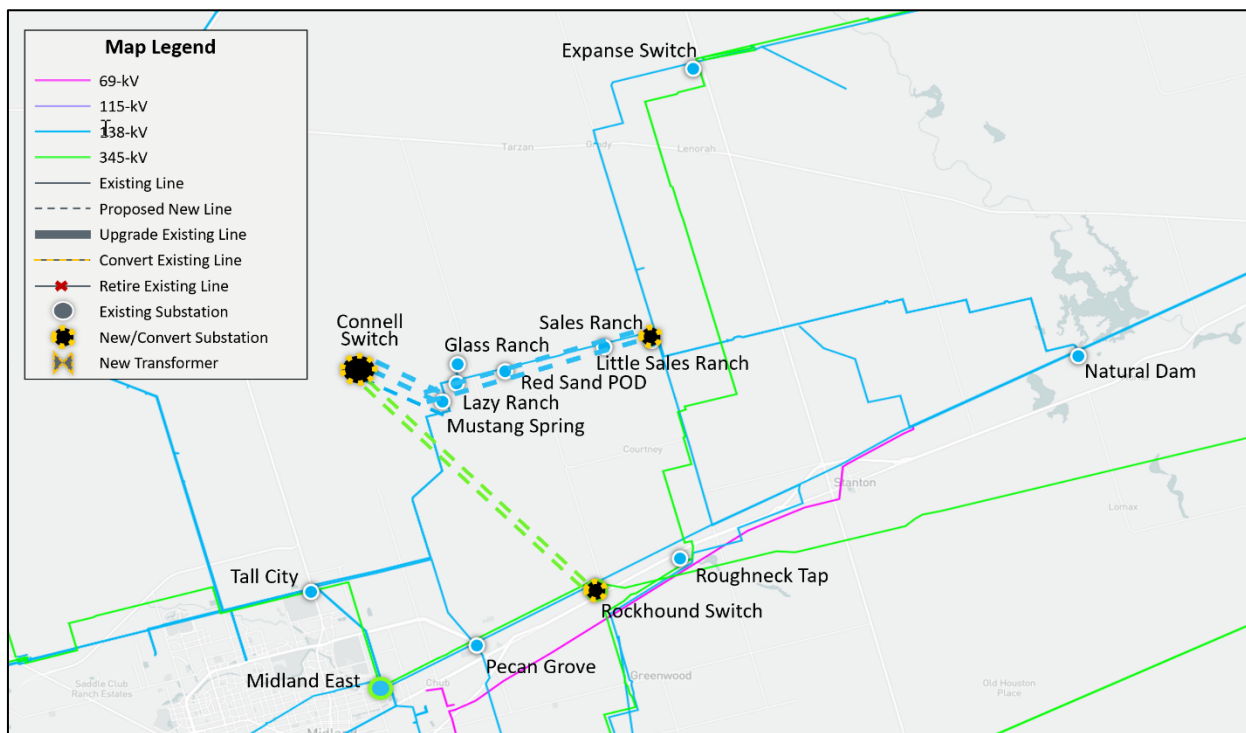 Map Legend
69-kV
115-kV
138-kV
345-kV
Existing Line
Proposed New Line
Upgrade Existing Line
Convert Existing Line
Retire Existing Line
Existing Substation
New/Convert Substation
New Transformer
Expanse Switch
Tarzan
Grady
Lenorah
Connell
Switch
Sales Ranch
Glass Ranch
Little Sales Ranch
Red Sand POD
Natural Dam
Lazy Ranch
Mustang Spring
Courtney
Stanton
Lomax
Tall City
Roughneck Tap
Rockhound Switch
Pecan Grove
Midland East
Greenwood
Saddle Club
Ranch Estates
Chub
Old Houston
Place
Midland